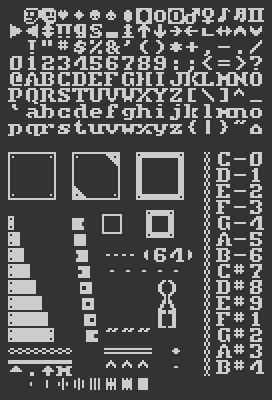 !"#$%&'()*+,-./
0123456789:;<=>?
@ABCDEFGHIJKLMNO
PQRSTUVWXYZ[\]^_
`abcdefghijklmno
pqrstuvwxyz{|}~
C-0
D-1
E-2
F-3
G-4
A-5
B-6
(64)
C#7
D#8
E#9
F#1
G#2
A#3
B#4